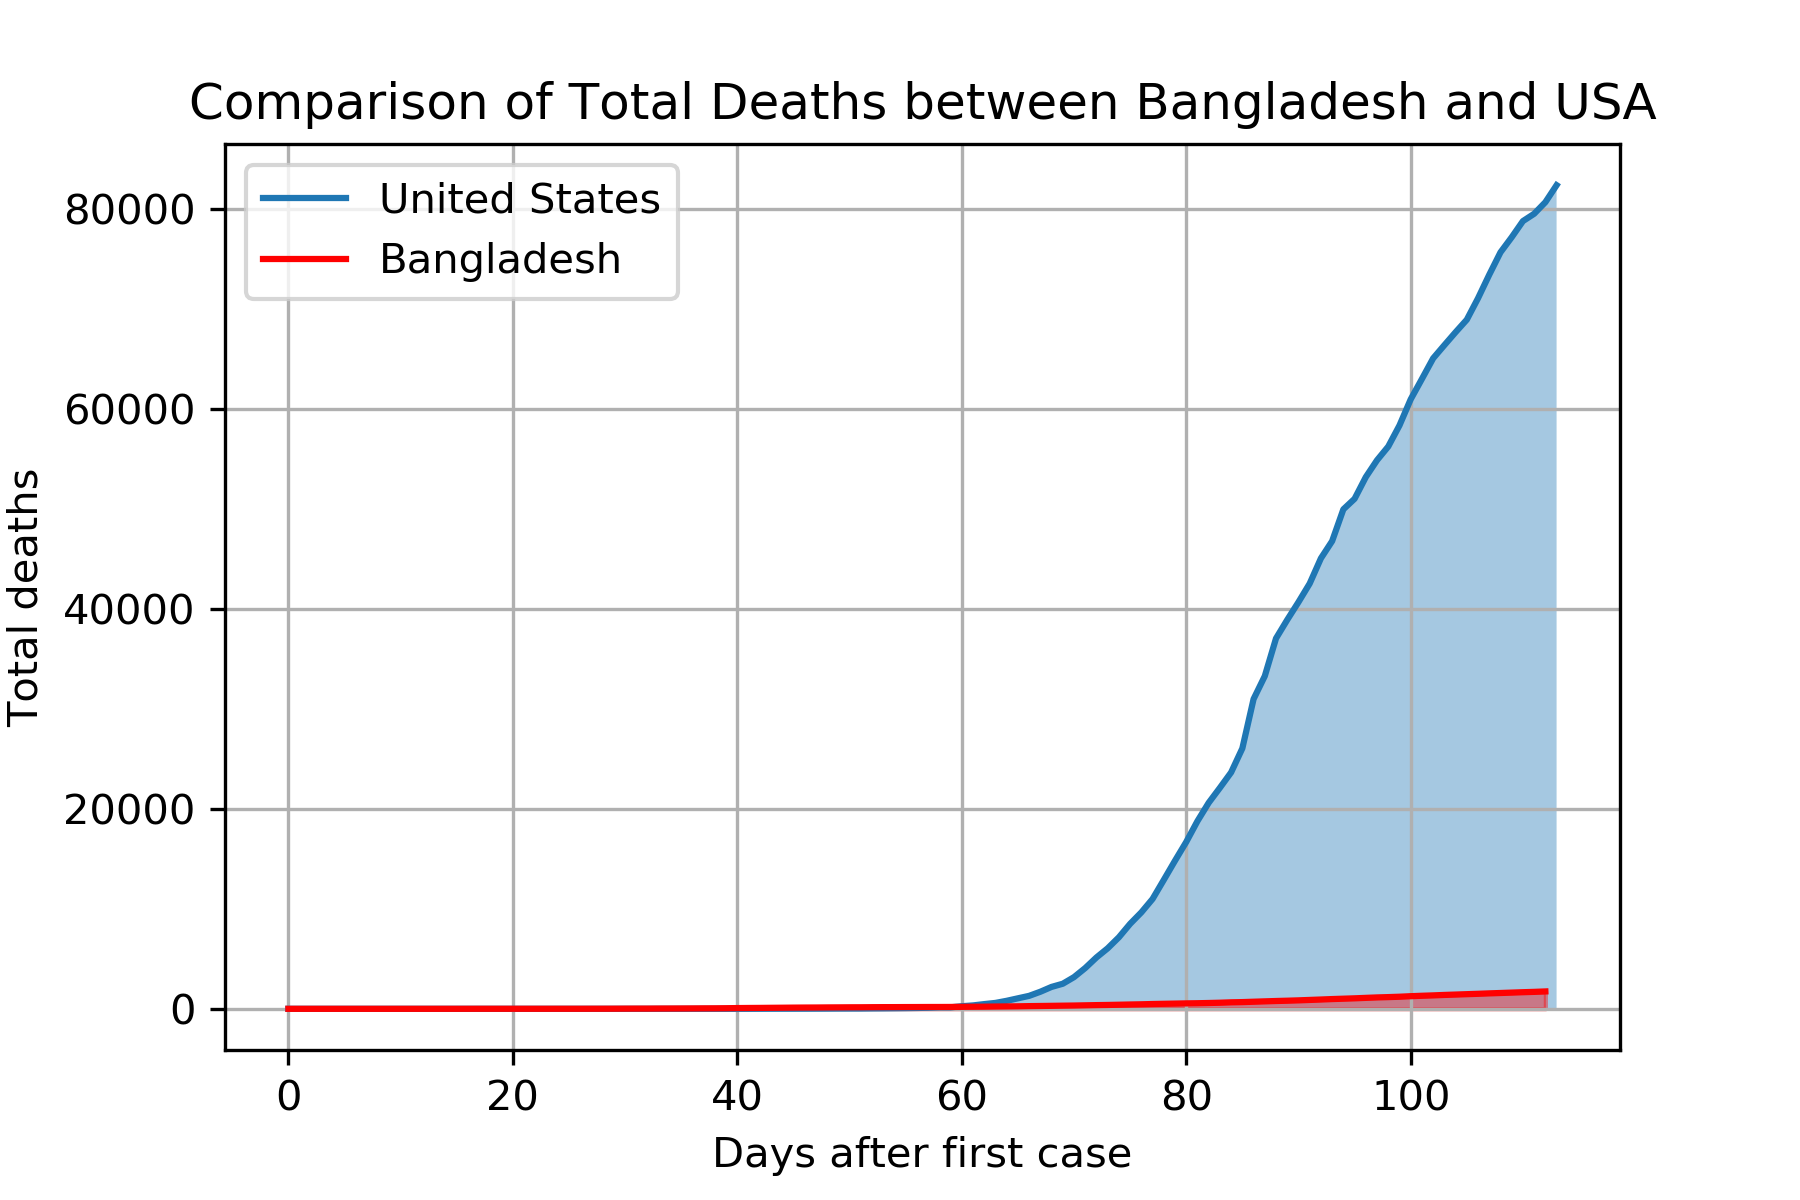 Comparison of Total Deaths between Bangladesh and USA
United States
Bangladesh
80000
60000
40000
20000
0
Total deaths
0 20 40 60 80 100
Days after first case